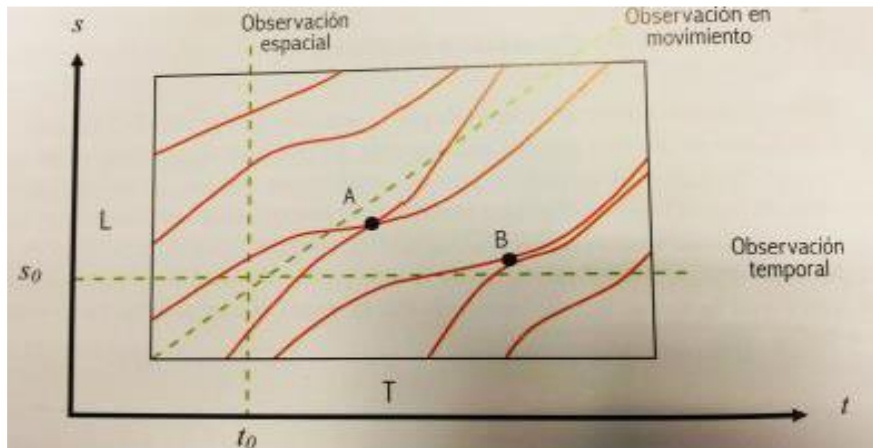 s
Observación
espacial
Observación en
movimiento
A
L
B
Observación
temporal
s₀
T
t
t₀